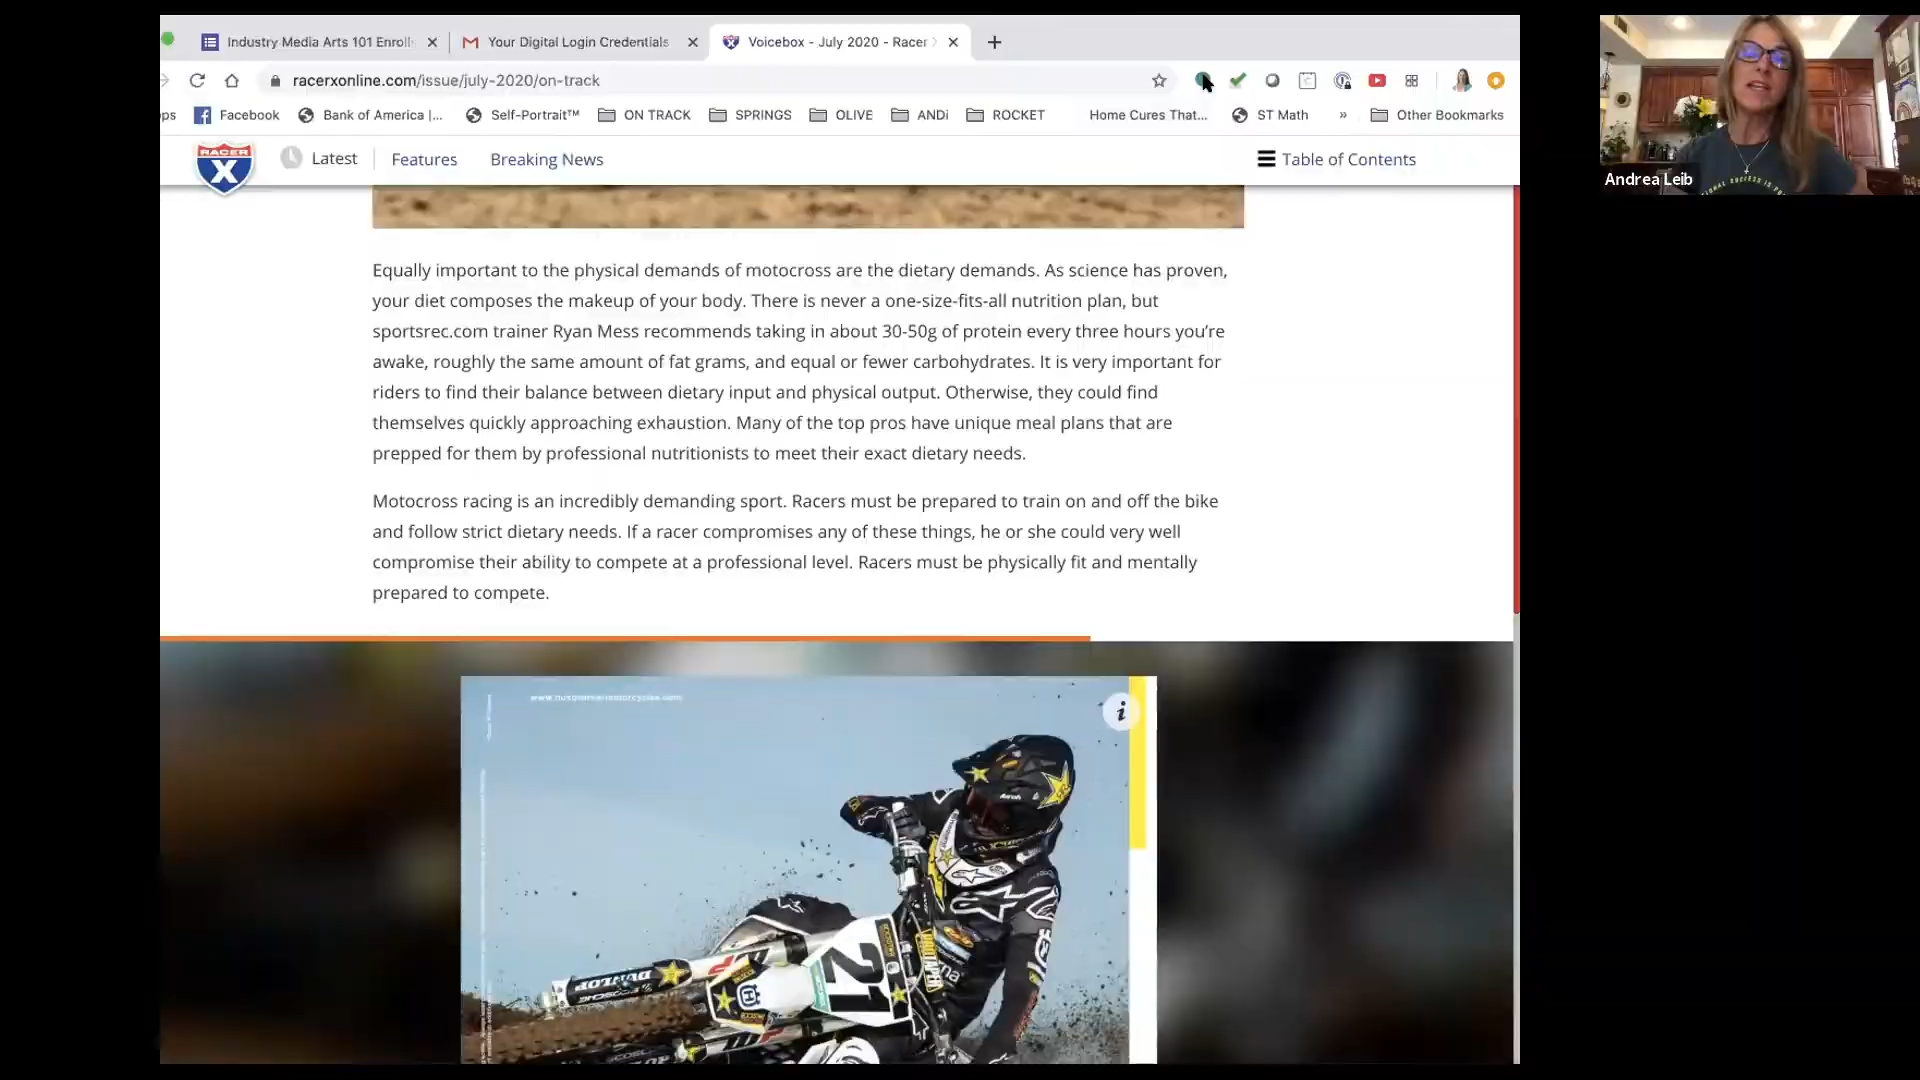 Industry Media Arts 101 Enroll
Your Digital Login Credentials
Voicebox - July 2020 - Racer X
racerxonline.com/issue/july-2020/on-track
ps
Facebook
Bank of America |...
Self-Portrait™
ON TRACK
SPRINGS
OLIVE
ANDi
ROCKET
Home Cures That...
ST Math
»
Other Bookmarks
RACER
X
Latest
Features
Breaking News
Table of Contents
Equally important to the physical demands of motocross are the dietary demands. As science has proven,
your diet composes the makeup of your body. There is never a one-size-fits-all nutrition plan, but
sportsrec.com trainer Ryan Mess recommends taking in about 30-50g of protein every three hours you’re
awake, roughly the same amount of fat grams, and equal or fewer carbohydrates. It is very important for
riders to find their balance between dietary input and physical output. Otherwise, they could find
themselves quickly approaching exhaustion. Many of the top pros have unique meal plans that are
prepped for them by professional nutritionists to meet their exact dietary needs.
Motocross racing is an incredibly demanding sport. Racers must be prepared to train on and off the bike
and follow strict dietary needs. If a racer compromises any of these things, he or she could very well
compromise their ability to compete at a professional level. Racers must be physically fit and mentally
prepared to compete.
www.husqvarna-motorcycles.com
i
DUNLOP
21
Andrea Leib